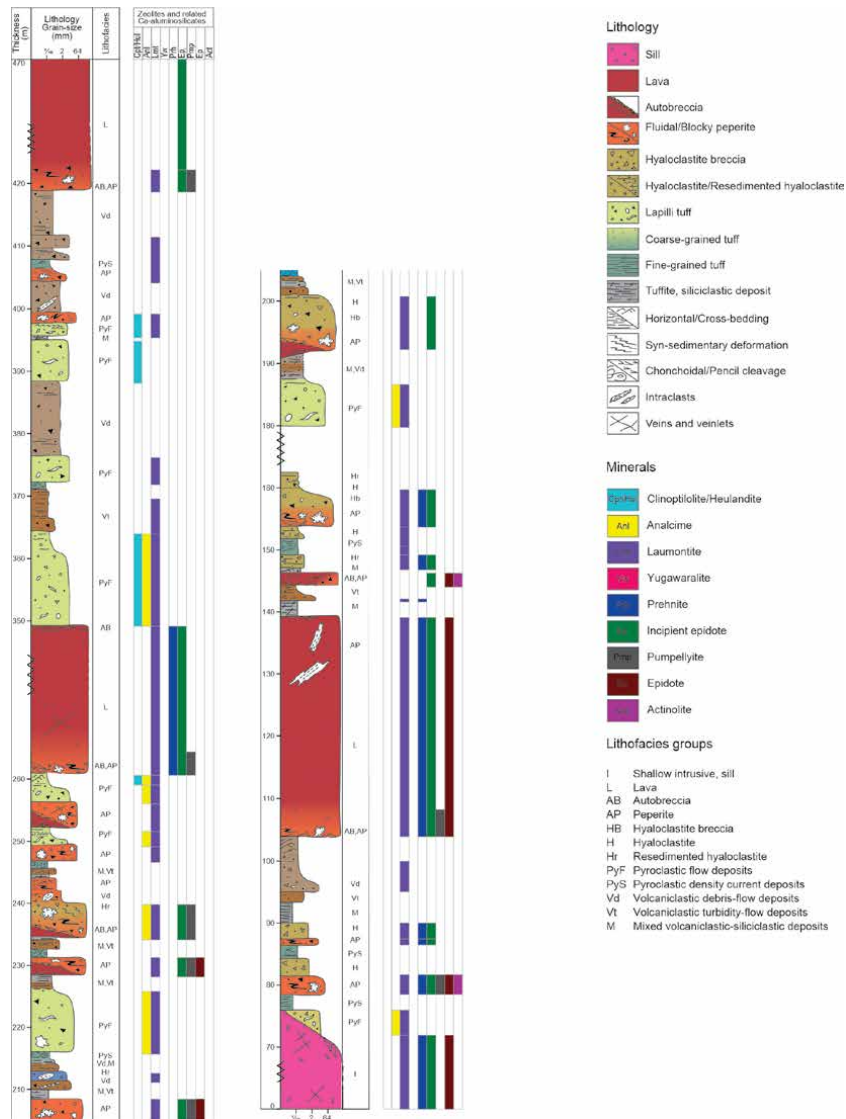 Thickness (m)
Lithology
Grain-size
(mm)
Lithofacies
Zeolites and related
Ca-aluminosilicates
¹⁄₁₆ 2 64
Cpt/Hul
Anl
Lmt
Yw
Prh
Ep
Pmp
Ep
Act
470
L
420
AB,AP
Vd
410
PyS
AP
Vd
400
AP
PyF
M
390
PyF
Vd
380
PyF
370
Vt
360
PyF
350
AB
L
AB,AP
260
PyF
AP
250
PyF
AP
M,Vt
AP
Vd
240
Hr
AB,AP
M,Vt
230
AP
M,Vt
220
PyF
PyS
Vd,M
Hr
Vd
210
M,Vt
AP
M,Vt
200
H
Hb
AP
190
M,Vd
PyF
180
Hr
H
160
Hb
AP
H
150
PyS
Hr
M
AB,AP
Vt
140
M
AP
130
120
L
110
AB,AP
100
Vd
Vt
M
90
H
AP
PyS
H
80
AP
PyS
PyF
70
I
60
2 64
Lithology
Sill
Lava
Autobreccia
Fluidal/Blocky peperite
Hyaloclastite breccia
Hyaloclastite/Resedimented hyaloclastite
Lapilli tuff
Coarse-grained tuff
Fine-grained tuff
Tuffite, siliciclastic deposit
Horizontal/Cross-bedding
Syn-sedimentary deformation
Chonchoidal/Pencil cleavage
Intraclasts
Veins and veinlets
Minerals
Clinoptilolite/Heulandite
Anl Analcime
Laumontite
Yugawaralite
Prehnite
Incipient epidote
Pmp Pumpellyite
Epidote
Actinolite
Lithofacies groups
I Shallow intrusive, sill
L Lava
AB Autobreccia
AP Peperite
HB Hyaloclastite breccia
H Hyaloclastite
Hr Resedimented hyaloclastite
PyF Pyroclastic flow deposits
PyS Pyroclastic density current deposits
Vd Volcaniclastic debris-flow deposits
Vt Volcaniclastic turbidity-flow deposits
M Mixed volcaniclastic-siliciclastic deposits